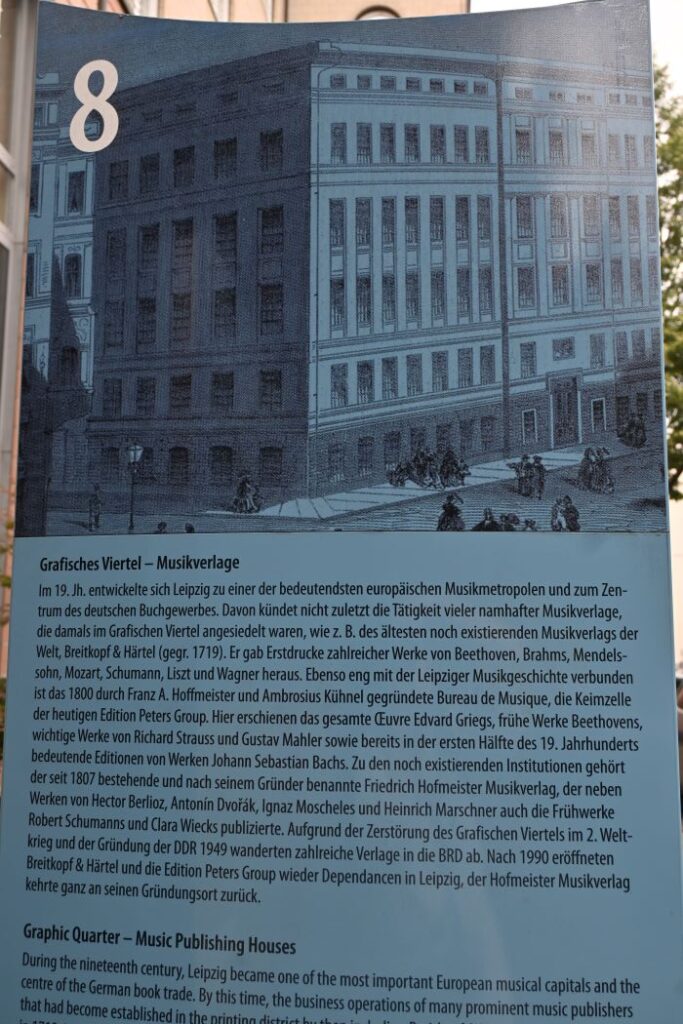 8
Grafisches Viertel – Musikverlage
Im 19. Jh. entwickelte sich Leipzig zu einer der bedeutendsten europäischen Musikmetropolen und zum Zen-
trum des deutschen Buchgewerbes. Davon kündet nicht zuletzt die Tätigkeit vieler namhafter Musikverlage,
die damals im Grafischen Viertel angesiedelt waren, wie z. B. des ältesten noch existierenden Musikverlags der
Welt, Breitkopf & Härtel (gegr. 1719). Er gab Erstdrucke zahlreicher Werke von Beethoven, Brahms, Mendels-
sohn, Mozart, Schumann, Liszt und Wagner heraus. Ebenso eng mit der Leipziger Musikgeschichte verbunden
ist das 1800 durch Franz A. Hoffmeister und Ambrosius Kühnel gegründete Bureau de Musique, die Keimzelle
der heutigen Edition Peters Group. Hier erschienen das gesamte Œuvre Edvard Griegs, frühe Werke Beethovens,
wichtige Werke von Richard Strauss und Gustav Mahler sowie bereits in der ersten Hälfte des 19. Jahrhunderts
bedeutende Editionen von Werken Johann Sebastian Bachs. Zu den noch existierenden Institutionen gehört
der seit 1807 bestehende und nach seinem Gründer benannte Friedrich Hofmeister Musikverlag, der neben
Werken von Hector Berlioz, Antonín Dvořák, Ignaz Moscheles und Heinrich Marschner auch die Frühwerke
Robert Schumanns und Clara Wiecks publizierte. Aufgrund der Zerstörung des Grafischen Viertels im 2. Welt-
krieg und der Gründung der DDR 1949 wanderten zahlreiche Verlage in die BRD ab. Nach 1990 eröffneten
Breitkopf & Härtel und die Edition Peters Group wieder Dependancen in Leipzig, der Hofmeister Musikverlag
kehrte ganz an seinen Gründungsort zurück.
Graphic Quarter – Music Publishing Houses
During the nineteenth century, Leipzig became one of the most important European musical capitals and the
centre of the German book trade. By this time, the business operations of many prominent music publishers
that had become established in the printing district by then